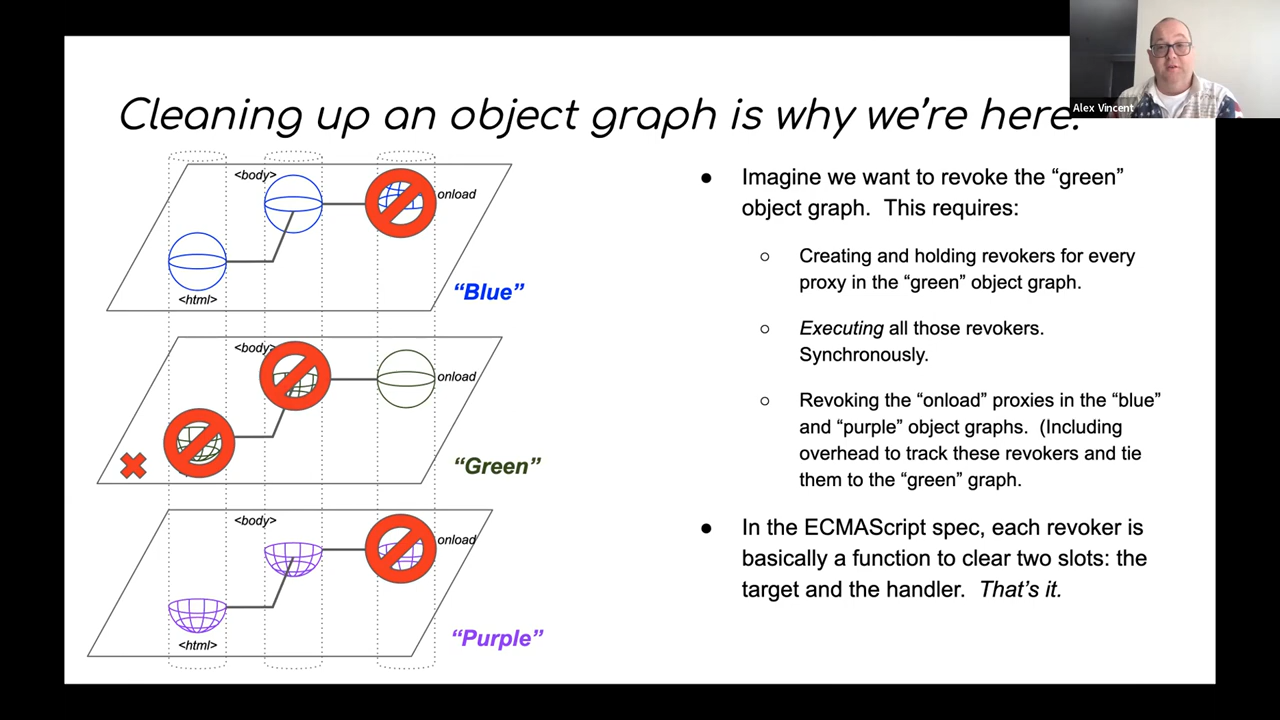 Alex Vincent
Cleaning up an object graph is why we're here.
<body>
onload
<html>
“Blue”
<body>
onload
“Green”
<body>
onload
<html>
“Purple”
● Imagine we want to revoke the “green”
object graph.  This requires:
○ Creating and holding revokers for every
proxy in the “green” object graph.
○ Executing all those revokers.
Synchronously.
○ Revoking the “onload” proxies in the “blue”
and “purple” object graphs.  (Including
overhead to track these revokers and tie
them to the “green” graph.
● In the ECMAScript spec, each revoker is
basically a function to clear two slots: the
target and the handler.  That’s it.